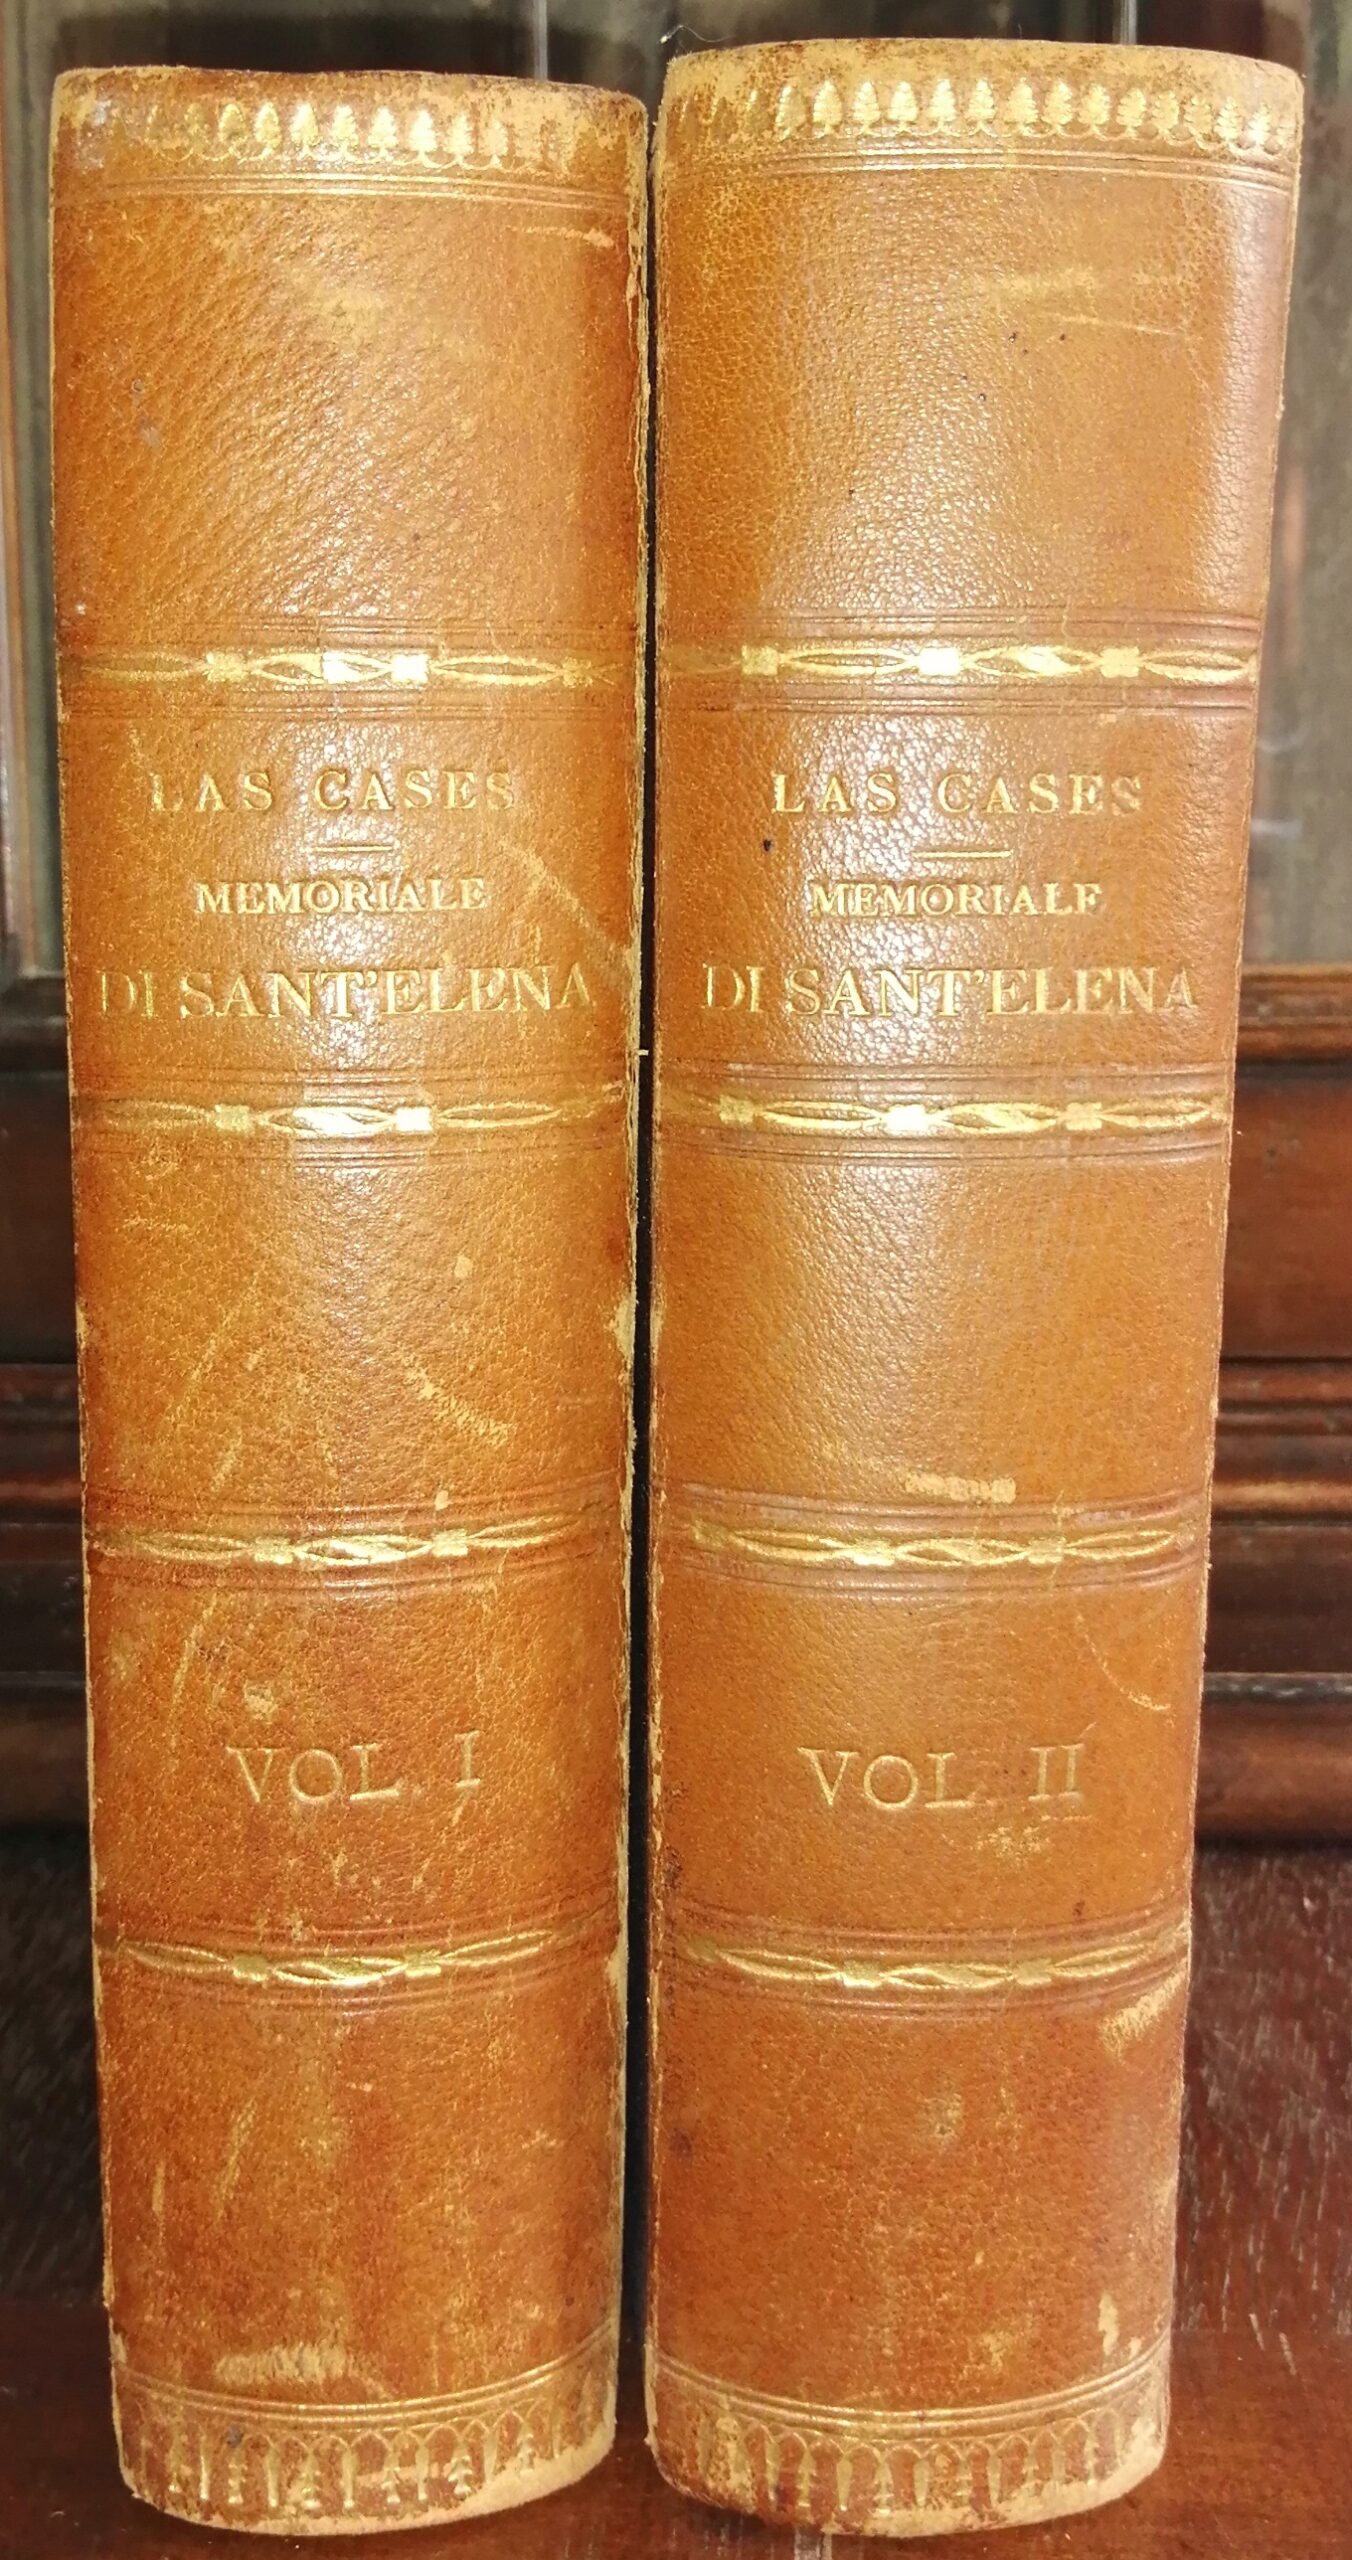 LAS CASES
MEMORIALE
DI SANT'ELENA
VOL. I
LAS CASES
MEMORIALE
DI SANT'ELENA
VOL. II